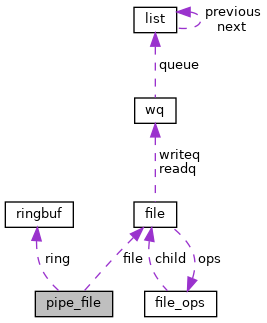 list
previous
next
queue
wq
writeq
readq
ringbuf
file
ring
file
child
ops
pipe_file
file_ops